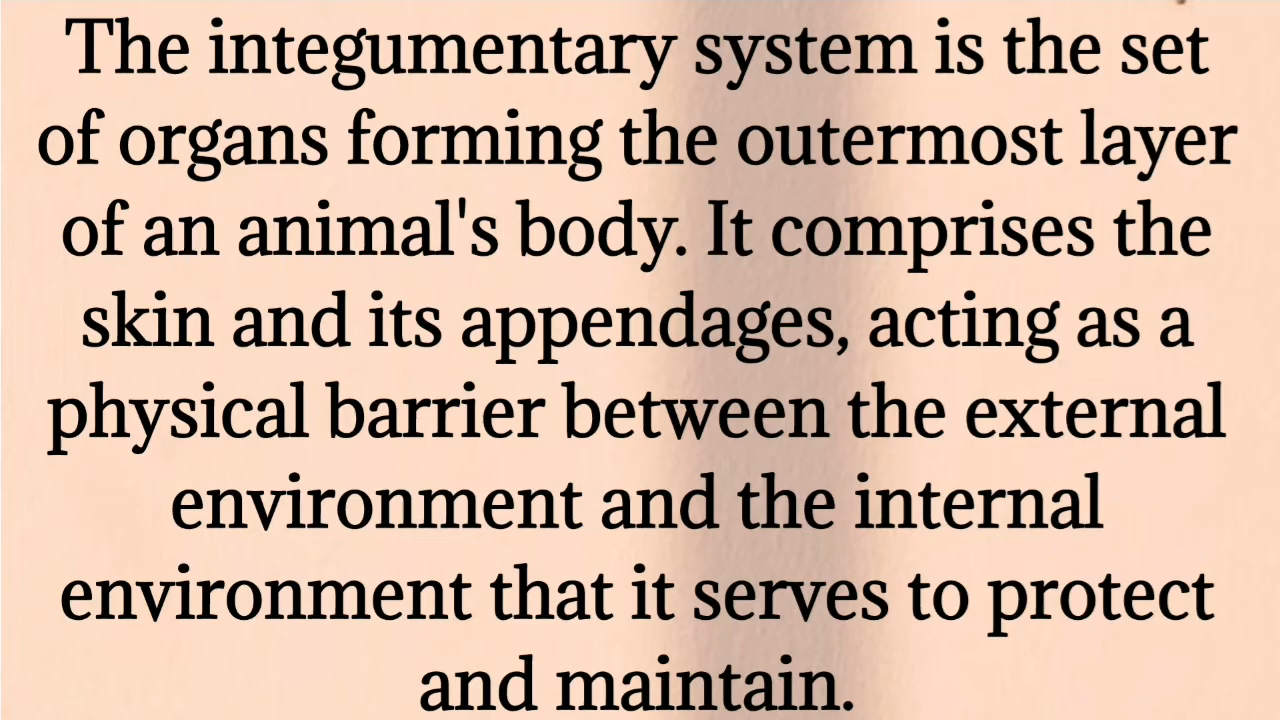 The integumentary system is the set
of organs forming the outermost layer
of an animal's body. It comprises the
skin and its appendages, acting as a
physical barrier between the external
environment and the internal
environment that it serves to protect
and maintain.